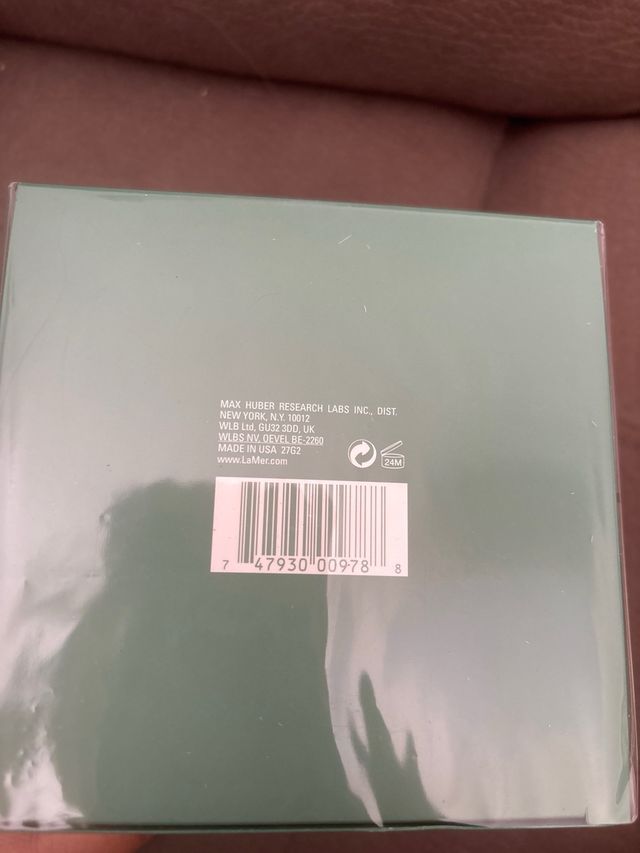 MAX HUBER RESEARCH LABS INC., DIST.
NEW YORK, N.Y. 10012
WLB Ltd, GU32 3DD, UK
WLBS NV, OEVEL BE-2260
MADE IN USA 27G2
www.LaMer.com
24M
7 47930 00978 8